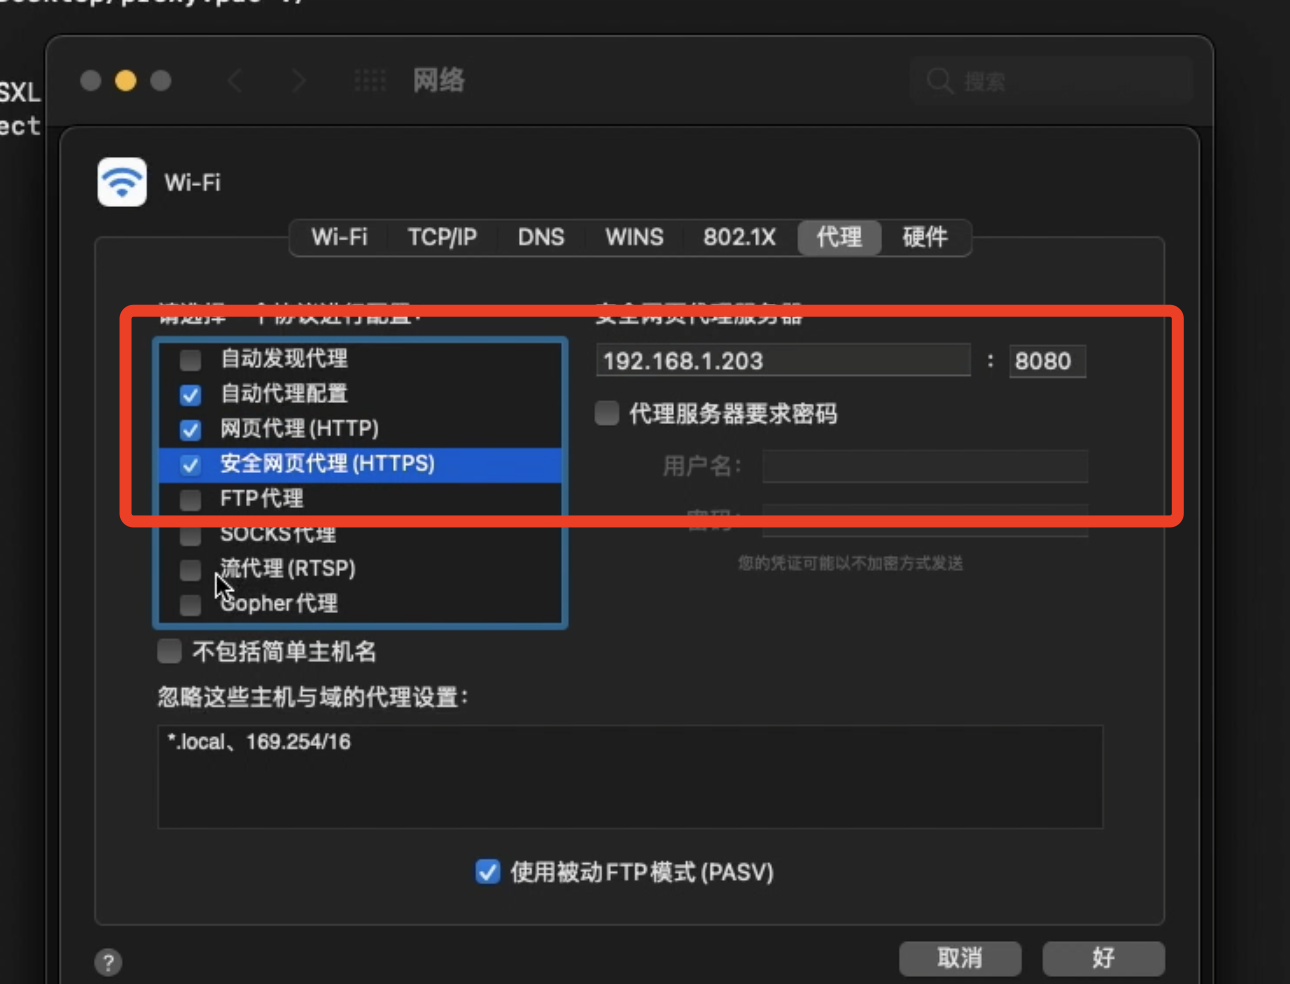 SXL
ect
网络
搜索
Wi-Fi
Wi-Fi TCP/IP DNS WINS 802.1X 代理 硬件
请选择一个协议进行配置：
安全网页代理服务器
自动发现代理
自动代理配置
网页代理(HTTP)
安全网页代理(HTTPS)
FTP代理
SOCKS代理
流代理(RTSP)
Gopher代理
192.168.1.203 : 8080
代理服务器要求密码
用户名：
密码：
您的凭证可能以不加密方式发送
不包括简单主机名
忽略这些主机与域的代理设置：
*.local、169.254/16
使用被动FTP模式(PASV)
?
取消
好